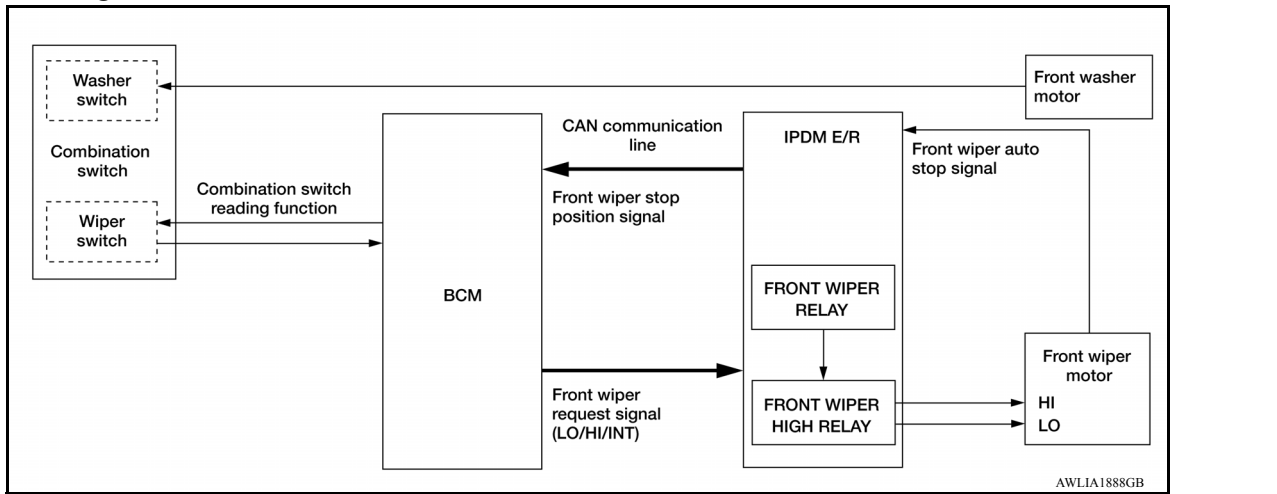 Washer
switch
Combination
switch
Wiper
switch
Combination switch
reading function
BCM
CAN communication
line
Front wiper stop
position signal
Front wiper
request signal
(LO/HI/INT)
IPDM E/R
FRONT WIPER
RELAY
FRONT WIPER
HIGH RELAY
Front washer
motor
Front wiper auto
stop signal
Front wiper
motor
HI
LO
AWLIA1888GB